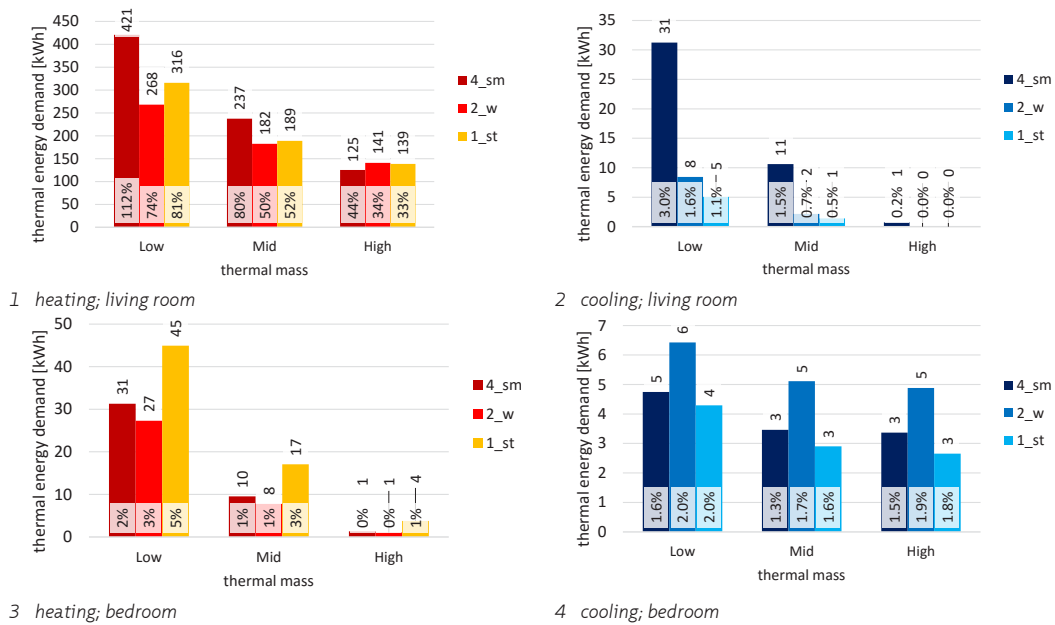 thermal energy demand [kWh]
450
400
350
300
250
200
150
100
50
0
421
268
316
237
182
189
125
141
139
112%
74%
81%
80%
50%
52%
44%
34%
33%
Low
Mid
High
thermal mass
4_sm
2_w
1_st
1 heating; living room
thermal energy demand [kWh]
35
30
25
20
15
10
5
0
31
8
5
11
2
1
1
0
0
3.0%
1.6%
1.1%
1.5%
0.7%
0.5%
0.2%
0.0%
0.0%
Low
Mid
High
thermal mass
4_sm
2_w
1_st
2 cooling; living room
thermal energy demand [kWh]
50
40
30
20
10
0
31
27
45
10
8
17
1
1
4
2%
3%
5%
1%
1%
3%
0%
0%
1%
Low
Mid
High
thermal mass
4_sm
2_w
1_st
3 heating; bedroom
thermal energy demand [kWh]
7
6
5
4
3
2
1
0
5
6
4
3
5
3
3
5
3
1.6%
2.0%
2.0%
1.3%
1.7%
1.6%
1.5%
1.9%
1.8%
Low
Mid
High
thermal mass
4_sm
2_w
1_st
4 cooling; bedroom